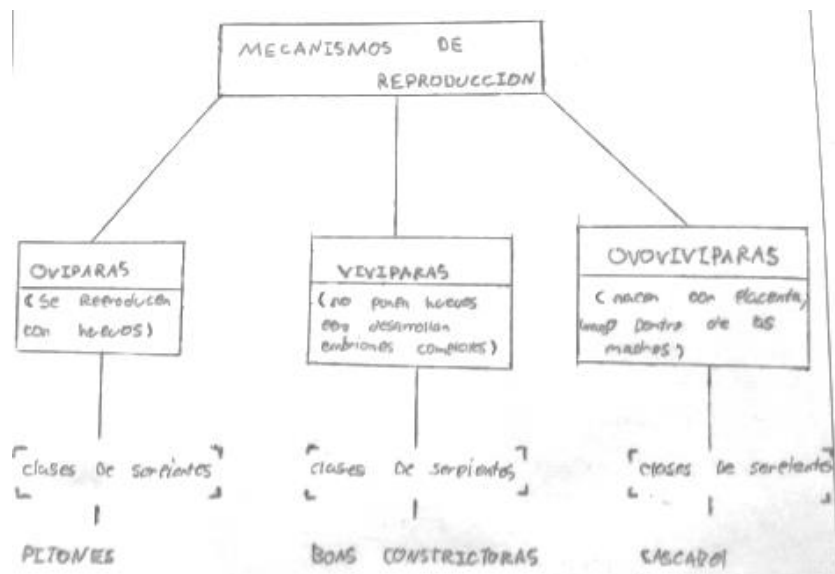 MECANISMOS DE
REPRODUCCION
OVIPARAS
(Se Reproducen
con huevos)
VIVIPARAS
(no ponen huevos
desarrollan
embriones)
OVOVIVIPARAS
(nacen con Placenta,
Dentro de las
madres)
clases De serpientes
clases De serpientes
clases De serpientes
PITONES
BOAS CONSTRICTORAS
CASCABEl